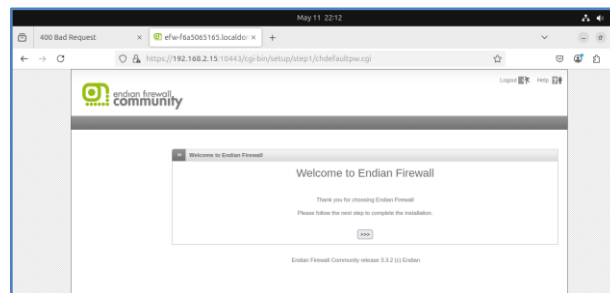 May 11 22:12
400 Bad Request
efw-f6a5065165.localdo
https://192.168.2.15:10443/cgi-bin/setup/step1/chdefaultpw.cgi
Logout Help
endian firewall
community
Welcome to Endian Firewall
Welcome to Endian Firewall
Thank you for choosing Endian Firewall
Please follow the next step to complete the installation.
>>>
Endian Firewall Community release 3.3.2 (c) Endian